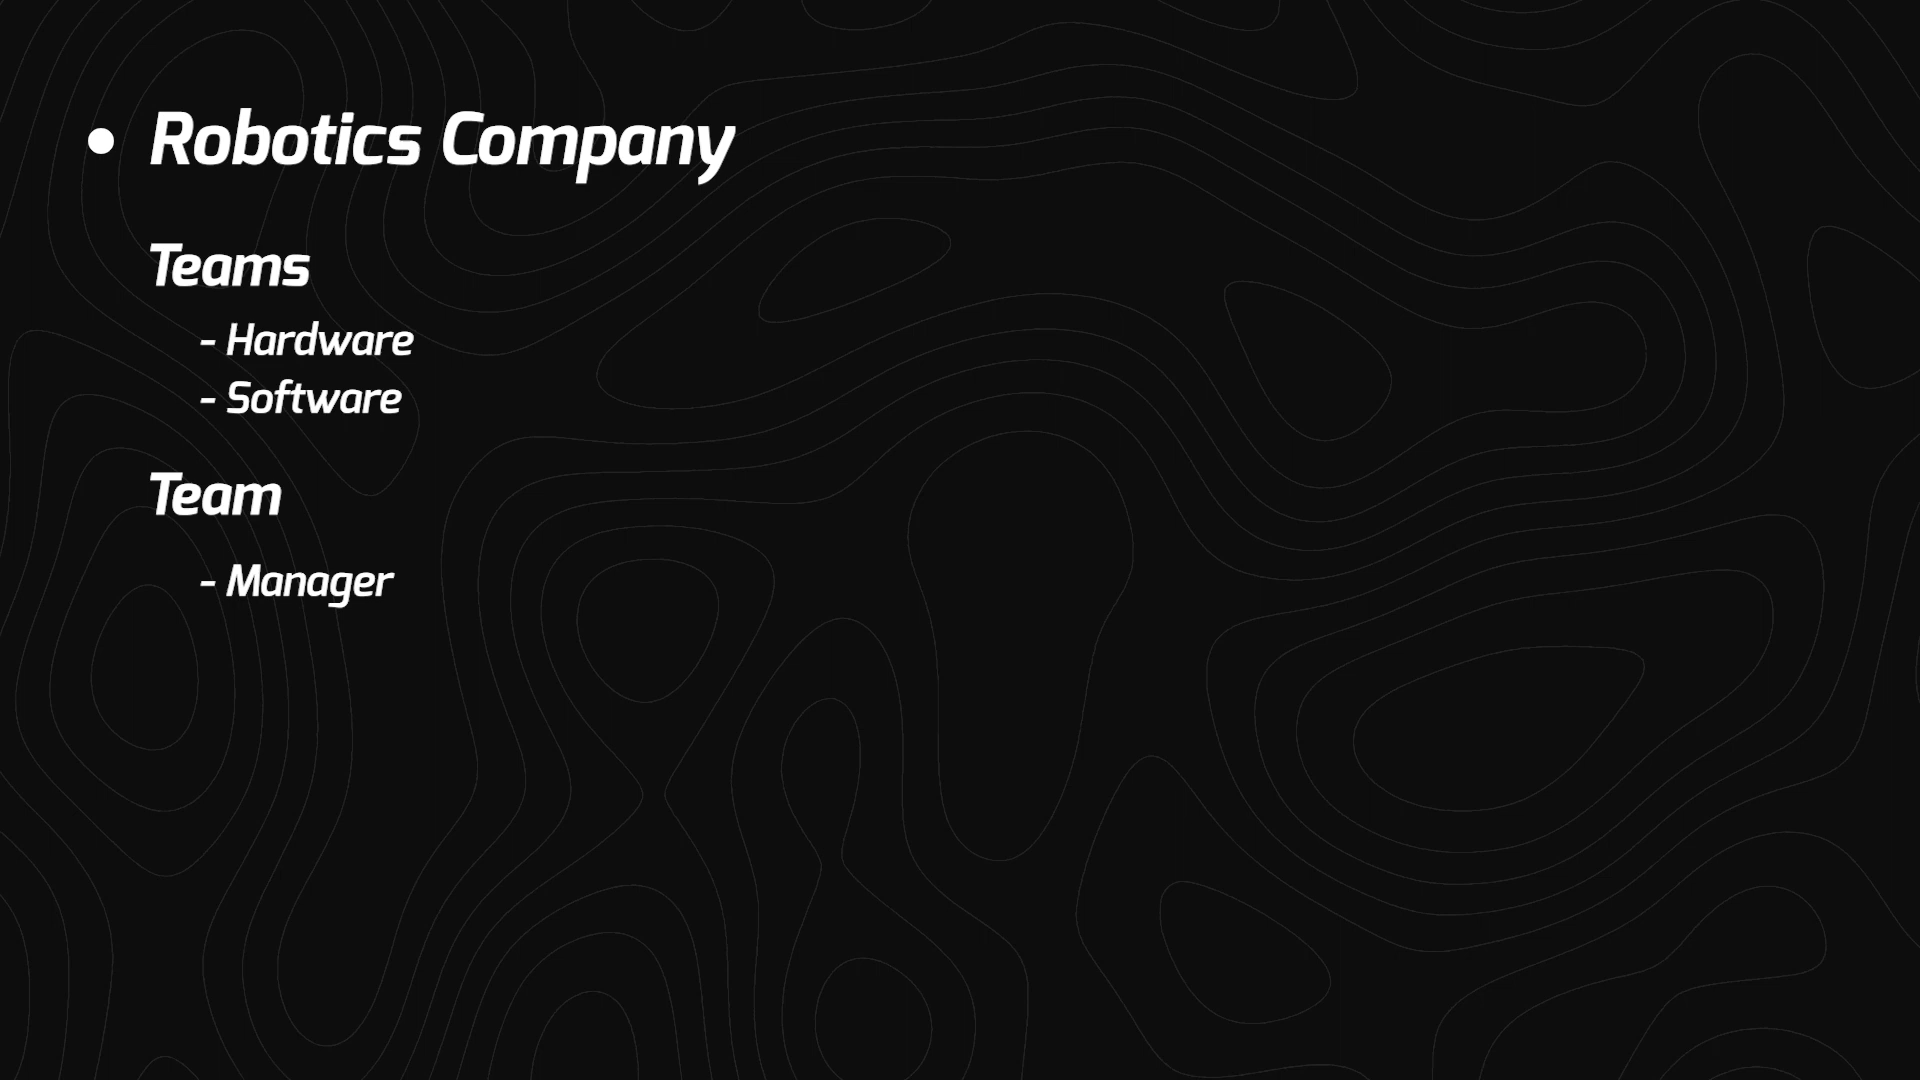 • Robotics Company
Teams
- Hardware
- Software
Team
- Manager